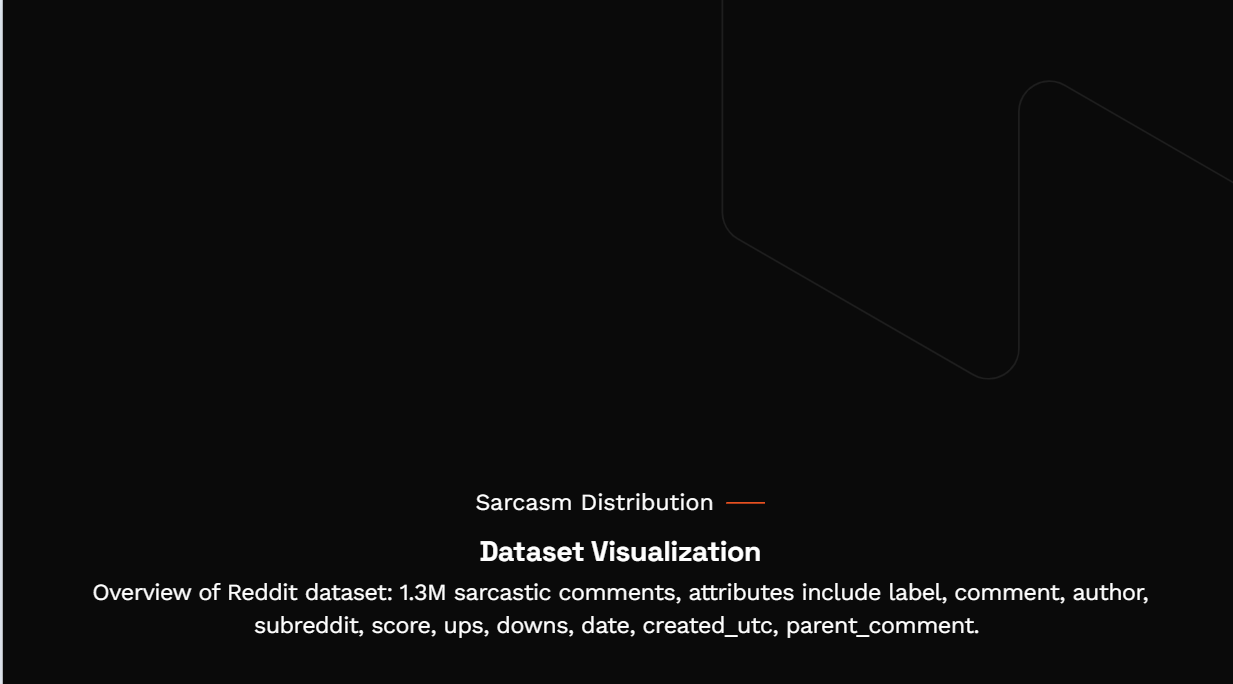 Sarcasm Distribution
Dataset Visualization
Overview of Reddit dataset: 1.3M sarcastic comments, attributes include label, comment, author,
subreddit, score, ups, downs, date, created_utc, parent_comment.